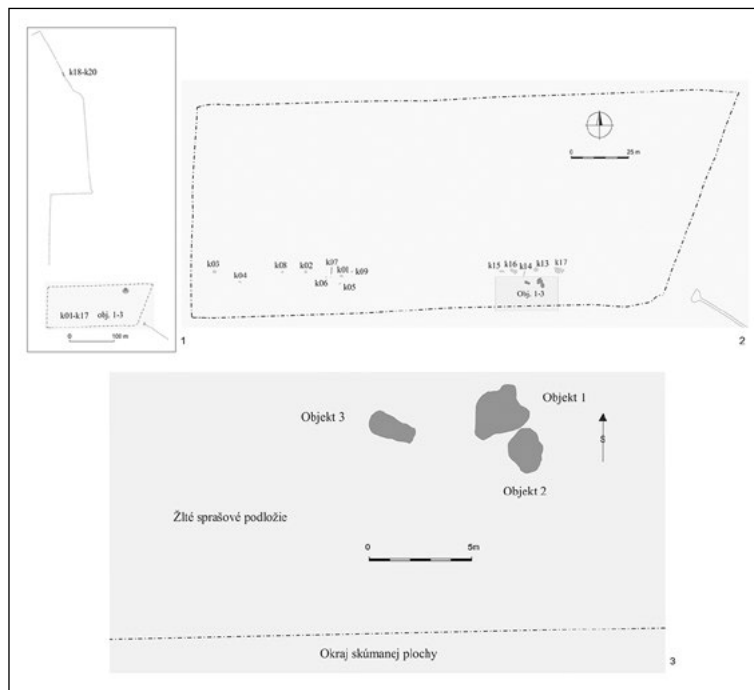 k18-k20
k01-k17 obj. 1-3
0 100 m
1
0 25 m
k03
k04
k08
k02
k07
k01
k09
k06
k05
k15
k16
k14
k13
k17
Obj. 1-3
2
Objekt 1
Objekt 3
S
Objekt 2
Žlté sprašové podložie
0 5m
Okraj skúmanej plochy
3